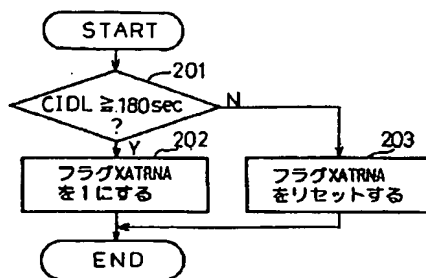 START
201
CIDL ≧ 180sec
?
N
Y
202
203
フラグXATRNA
を1にする
フラグXATRNA
をリセットする
END